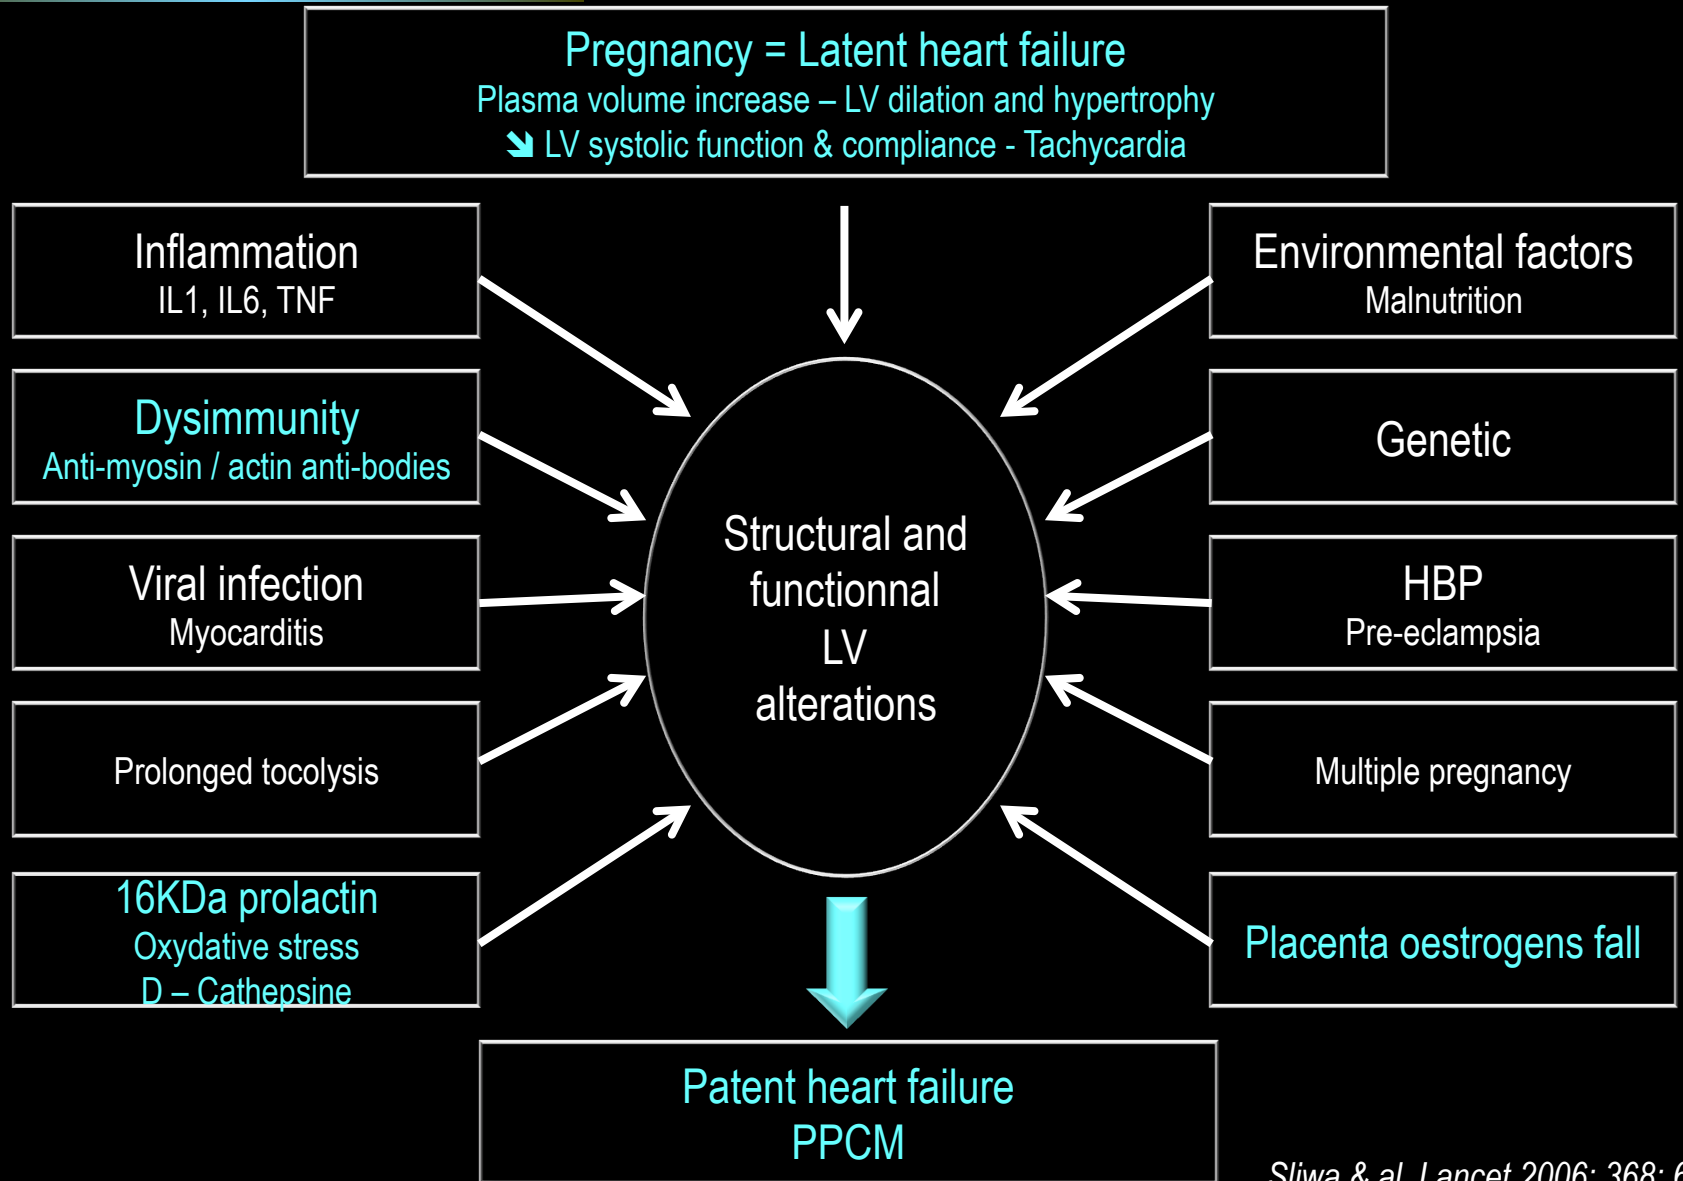 Pregnancy = Latent heart failure
Plasma volume increase – LV dilation and hypertrophy
➘ LV systolic function & compliance - Tachycardia
Inflammation
IL1, IL6, TNF
Dysimmunity
Anti-myosin / actin anti-bodies
Viral infection
Myocarditis
Prolonged tocolysis
16KDa prolactin
Oxydative stress
D – Cathepsine
Structural and
functionnal
LV
alterations
Environmental factors
Malnutrition
Genetic
HBP
Pre-eclampsia
Multiple pregnancy
Placenta oestrogens fall
Patent heart failure
PPCM
Sliwa & al. Lancet 2006; 368: 6